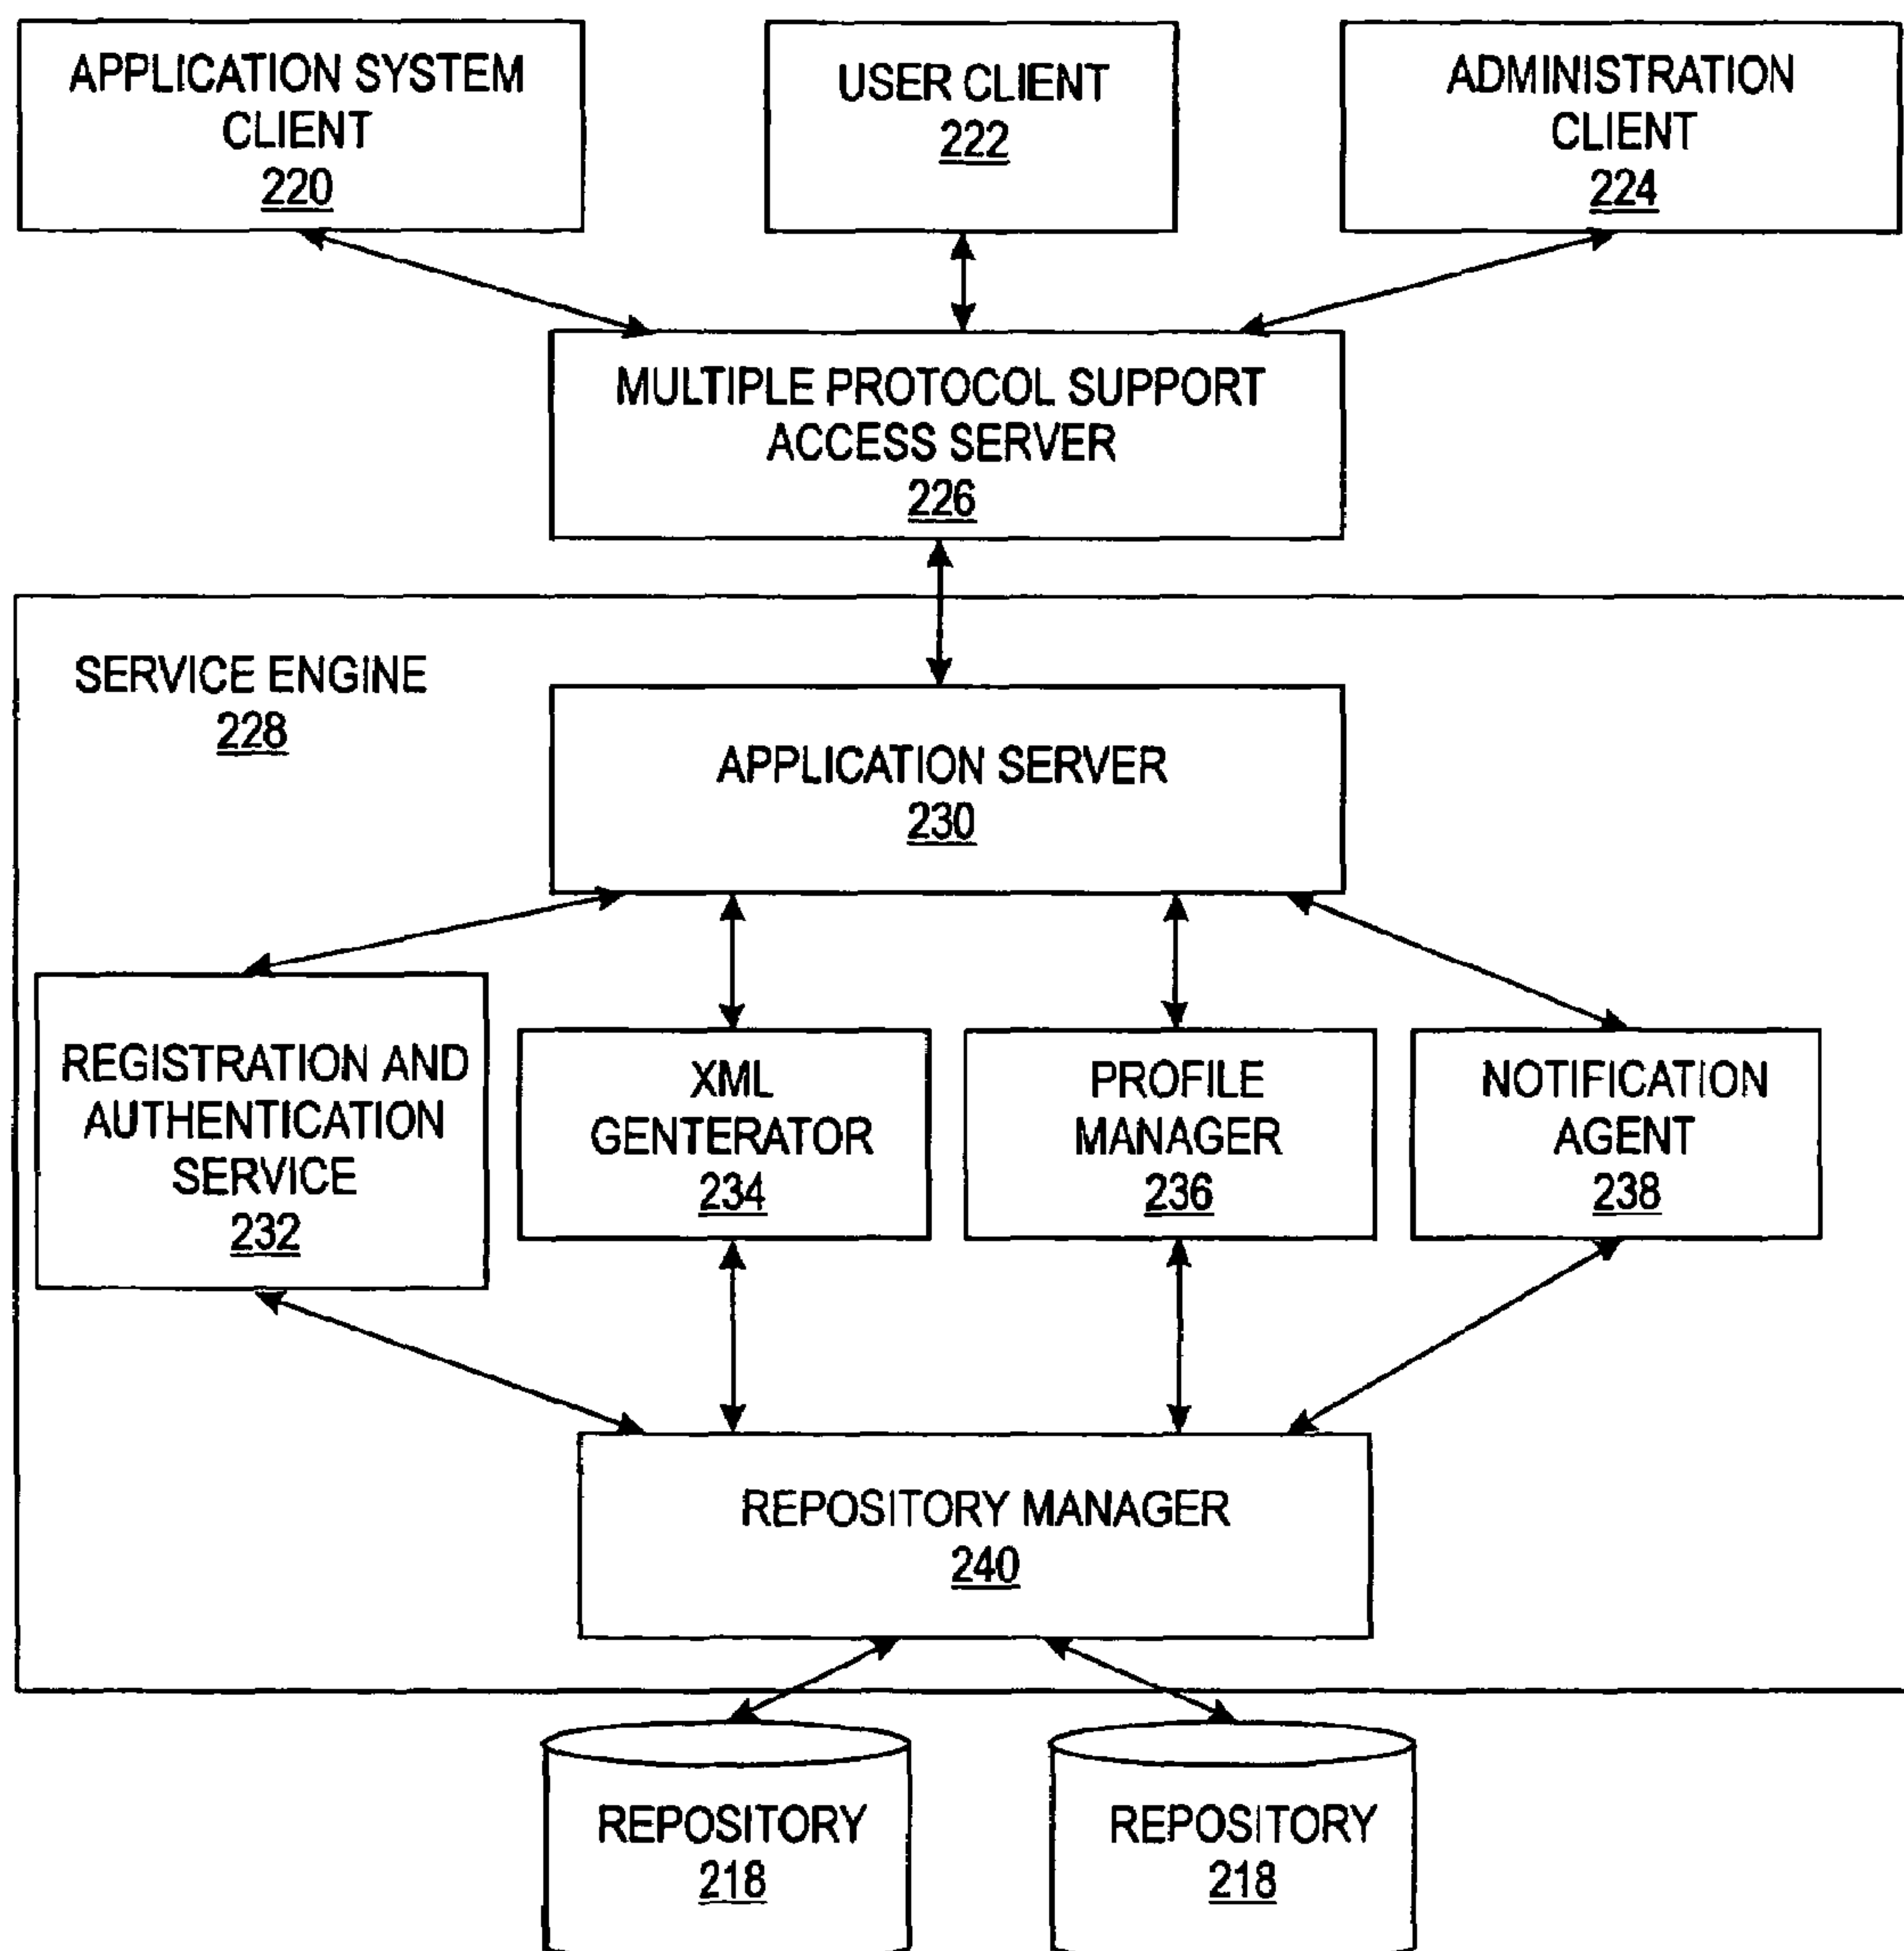 APPLICATION SYSTEM
CLIENT
220
USER CLIENT
222
ADMINISTRATION
CLIENT
224
MULTIPLE PROTOCOL SUPPORT
ACCESS SERVER
226
SERVICE ENGINE
228
APPLICATION SERVER
230
REGISTRATION AND
AUTHENTICATION
SERVICE
232
XML
GENTERATOR
234
PROFILE
MANAGER
236
NOTIFICATION
AGENT
238
REPOSITORY MANAGER
240
REPOSITORY
218
REPOSITORY
218